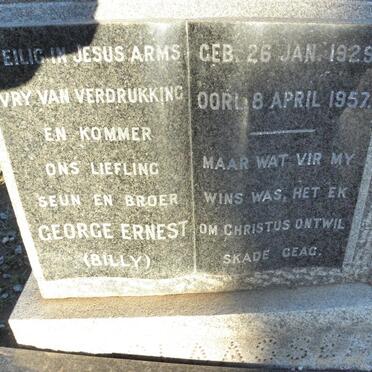 EILIG IN JESUS ARMS
VRY VAN VERDRUKKING
EN KOMMER
ONS LIEFLING
SEUN EN BROER
GEORGE ERNEST
(BILLY)
GEB. 26 JAN. 1929
OORL. 8 APRIL 1957.
MAAR WAT VIR MY
WINS WAS, HET EK
OM CHRISTUS ONTWIL
SKADE GEAG.